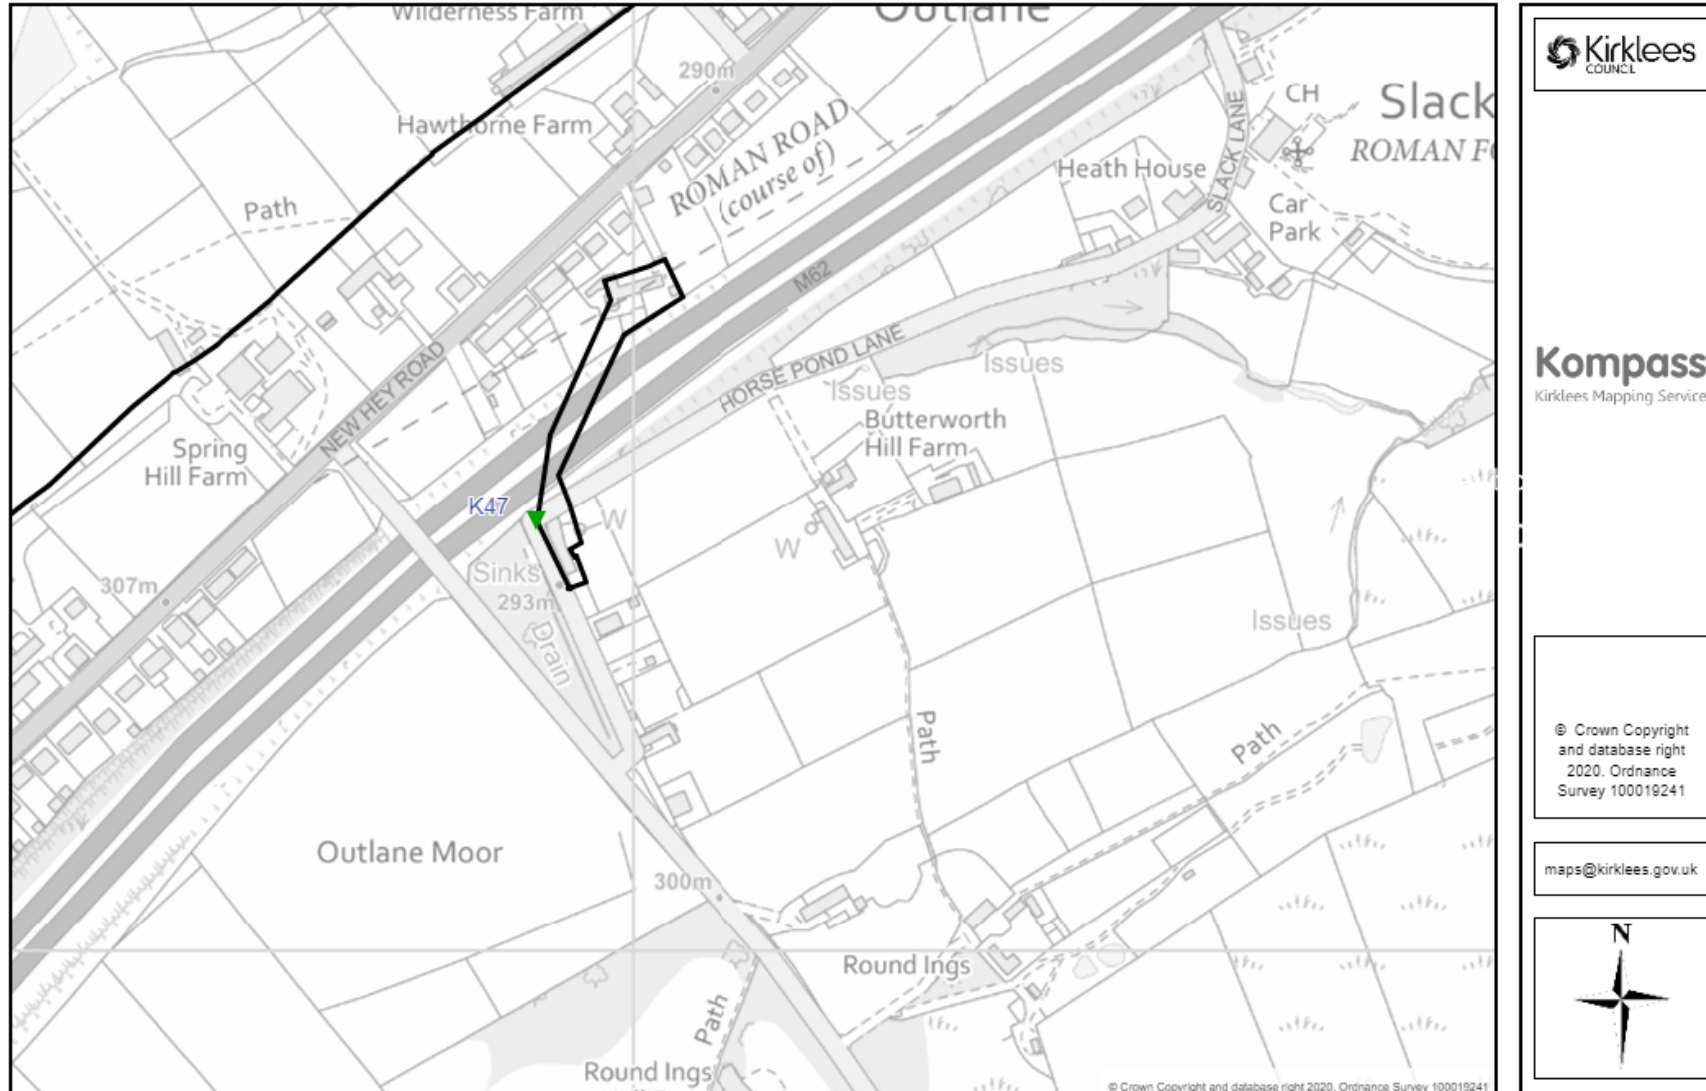 Wilderness Farm
Outlane
290m
Hawthorne Farm
ROMAN ROAD
(course of)
Path
CH
Slack
ROMAN
Heath House
SLACK LANE
Car
Park
M62
NEW HEY ROAD
HORSE POND LANE
Issues
Issues
Spring
Hill Farm
Butterworth
Hill Farm
K47
W
W
Sinks
293m
307m
Drain
Issues
Path
Path
Outlane Moor
300m
Round Ings
Path
Round Ings
© Crown Copyright and database right 2020. Ordnance Survey 100019241
Kirklees
COUNCIL
Kompass
Kirklees Mapping Service
© Crown Copyright
and database right
2020. Ordnance
Survey 100019241
maps@kirklees.gov.uk
N